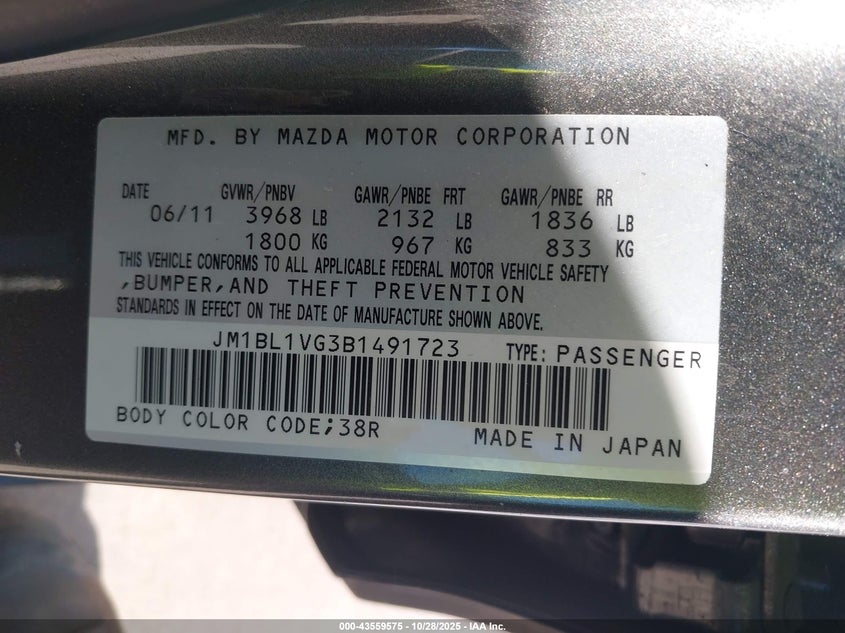 MFD. BY MAZDA MOTOR CORPORATION
DATE GVWR/PNBV GAWR/PNBE FRT GAWR/PNBE RR
06/11 3968 LB 2132 LB 1836 LB
1800 KG 967 KG 833 KG
THIS VEHICLE CONFORMS TO ALL APPLICABLE FEDERAL MOTOR VEHICLE SAFETY
,BUMPER,AND THEFT PREVENTION
STANDARDS IN EFFECT ON THE DATE OF MANUFACTURE SHOWN ABOVE.
JM1BL1VG3B1491723 TYPE: PASSENGER
BODY COLOR CODE;38R MADE IN JAPAN
000-43559575 - 10/28/2025 - IAA Inc.